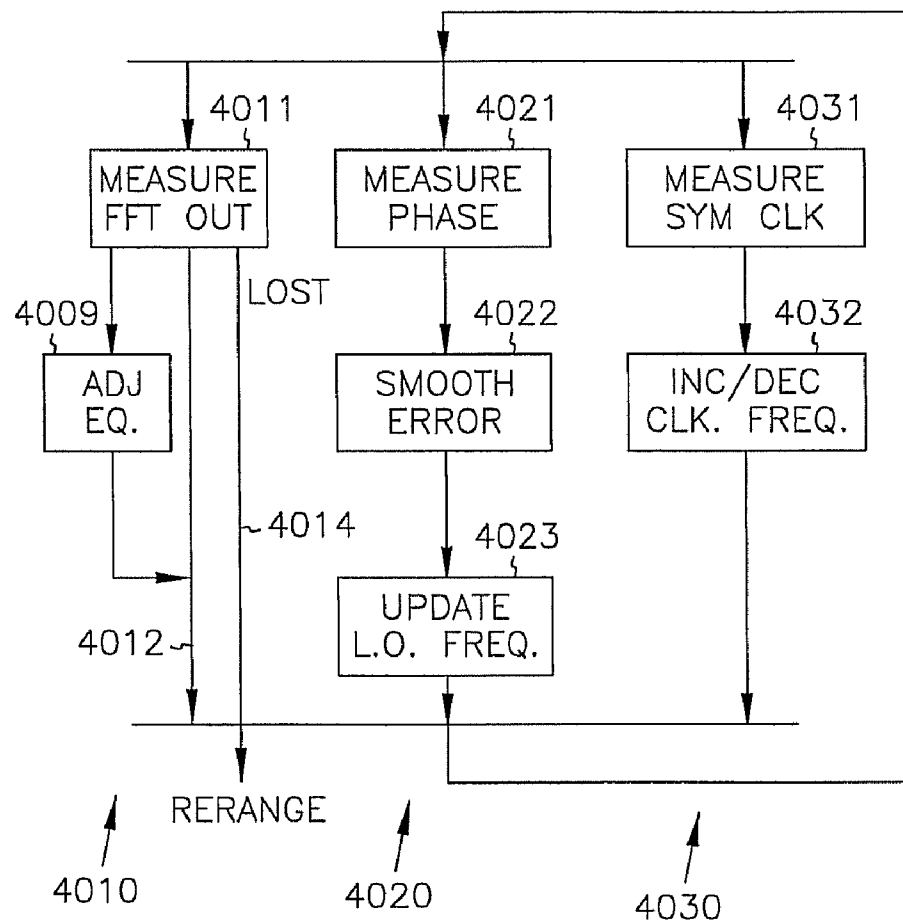 4011
4021
4031
MEASURE
FFT OUT
MEASURE
PHASE
MEASURE
SYM CLK
LOST
4009
4022
4032
ADJ
EQ.
SMOOTH
ERROR
INC/DEC
CLK. FREQ.
4014
4023
4012
UPDATE
L.O. FREQ.
RERANGE
4010
4020
4030